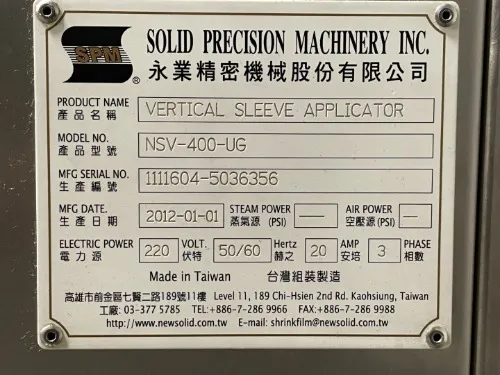 SPM ®
SOLID PRECISION MACHINERY INC.
永業精密機械股份有限公司
PRODUCT NAME VERTICAL SLEEVE APPLICATOR
產品名稱
MODEL NO. NSV-400-UG
產品型號
MFG SERIAL NO. 1111604-5036356
生產編號
MFG DATE. 2012-01-01 STEAM POWER — AIR POWER —
生產日期 蒸氣源 (PSI) 空壓源 (PSI)
ELECTRIC POWER 220 VOLT. 50/60 Hertz 20 AMP 3 PHASE
電力源 伏特 赫之 安培 相數
Made in Taiwan 台灣組裝製造
高雄市前金區七賢二路189號11樓 Level 11, 189 Chi-Hsien 2nd Rd. Kaohsiung, Taiwan
工廠: 03-377 5785 TEL:+886-7-286 9966 FAX:+886-7-286 9988
http://www.newsolid.com.tw E-mail: shrinkfilm@newsolid.com.tw